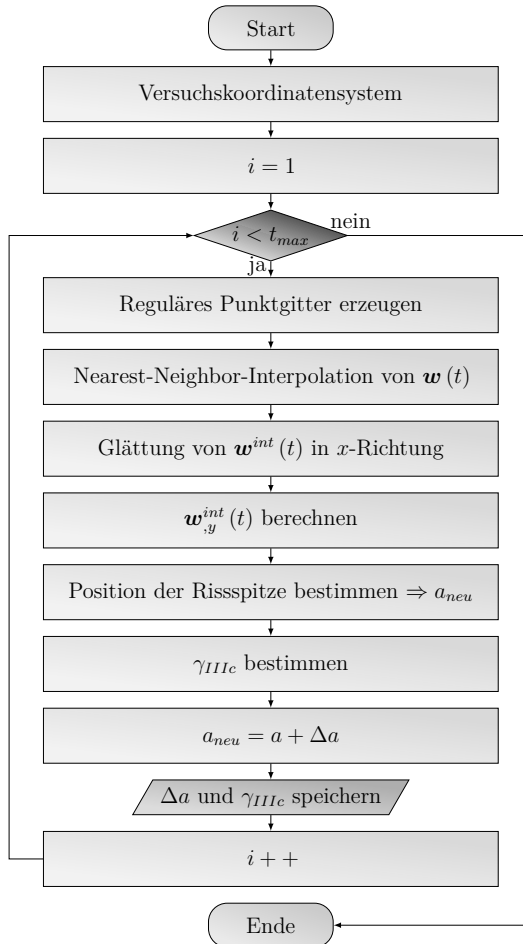 Start
Versuchskoordinatensystem
i = 1
i < t_max
nein
ja
Reguläres Punktgitter erzeugen
Nearest-Neighbor-Interpolation von w (t)
Glättung von w^int (t) in x-Richtung
w^int_,y (t) berechnen
Position der Rissspitze bestimmen ⇒ a_neu
γ_IIIc bestimmen
a_neu = a + Δa
Δa und γ_IIIc speichern
i + +
Ende